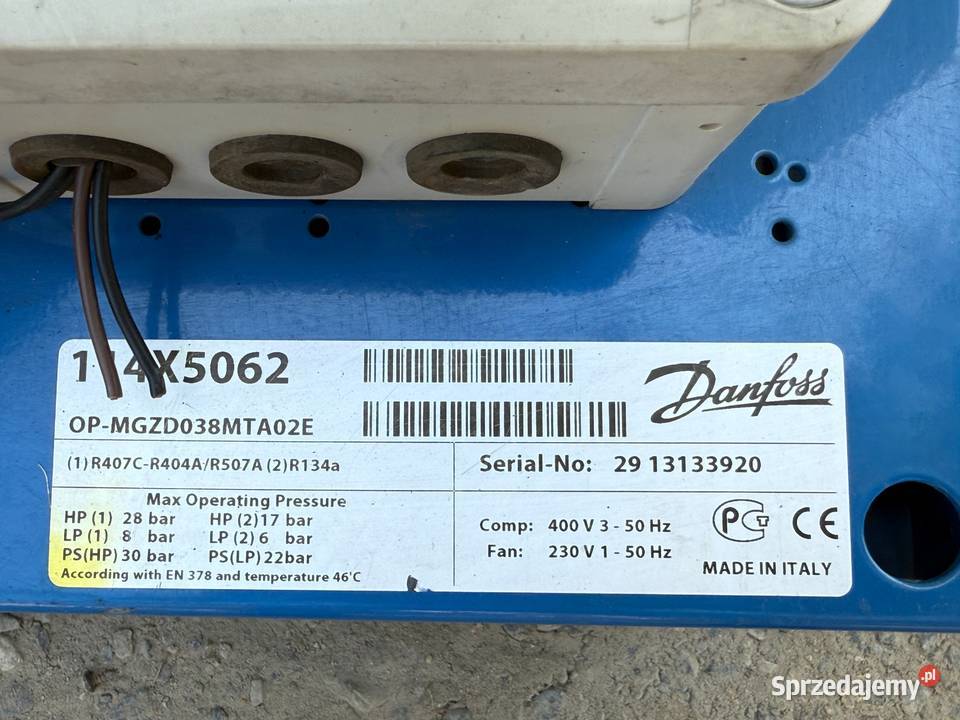 114X5062
OP-MGZD038MTA02E
Danfoss
(1) R407C-R404A/R507A (2) R134a
Serial-No: 29 13133920
Max Operating Pressure
HP (1) 28 bar HP (2) 17 bar
LP (1) 8 bar LP (2) 6 bar
PS(HP) 30 bar PS(LP) 22bar
According with EN 378 and temperature 46'C
Comp: 400 V 3 - 50 Hz
Fan: 230 V 1 - 50 Hz
PCT CE
MADE IN ITALY
Sprzedajemy.pl